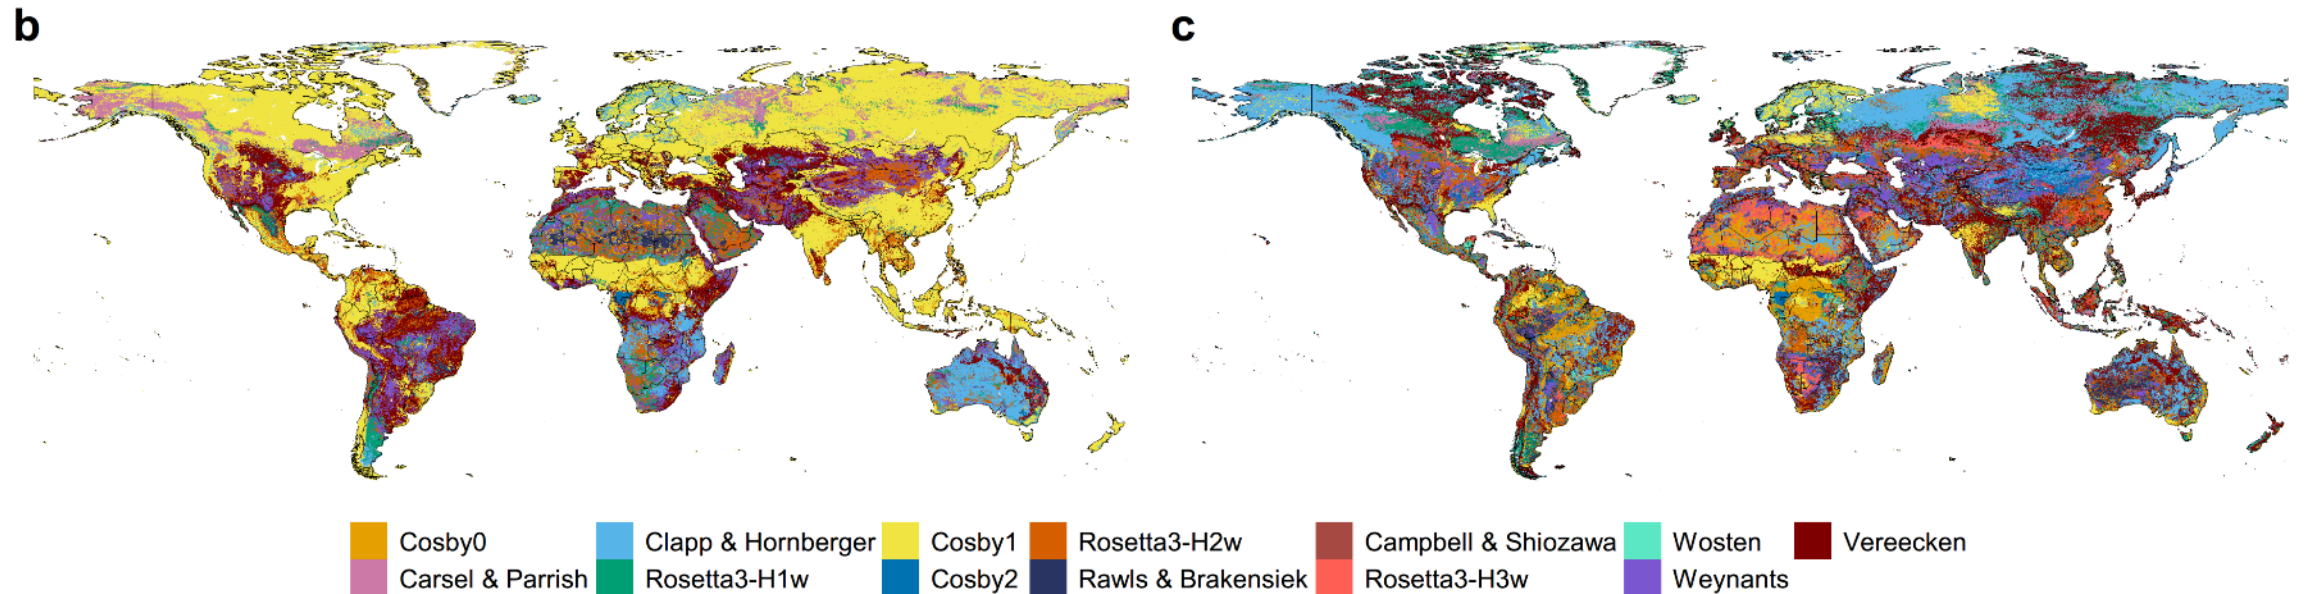 b
c
Cosby0 Clapp & Hornberger Cosby1 Rosetta3-H2w Campbell & Shiozawa Wosten Vereecken
Carsel & Parrish Rosetta3-H1w Cosby2 Rawls & Brakensiek Rosetta3-H3w Weynants